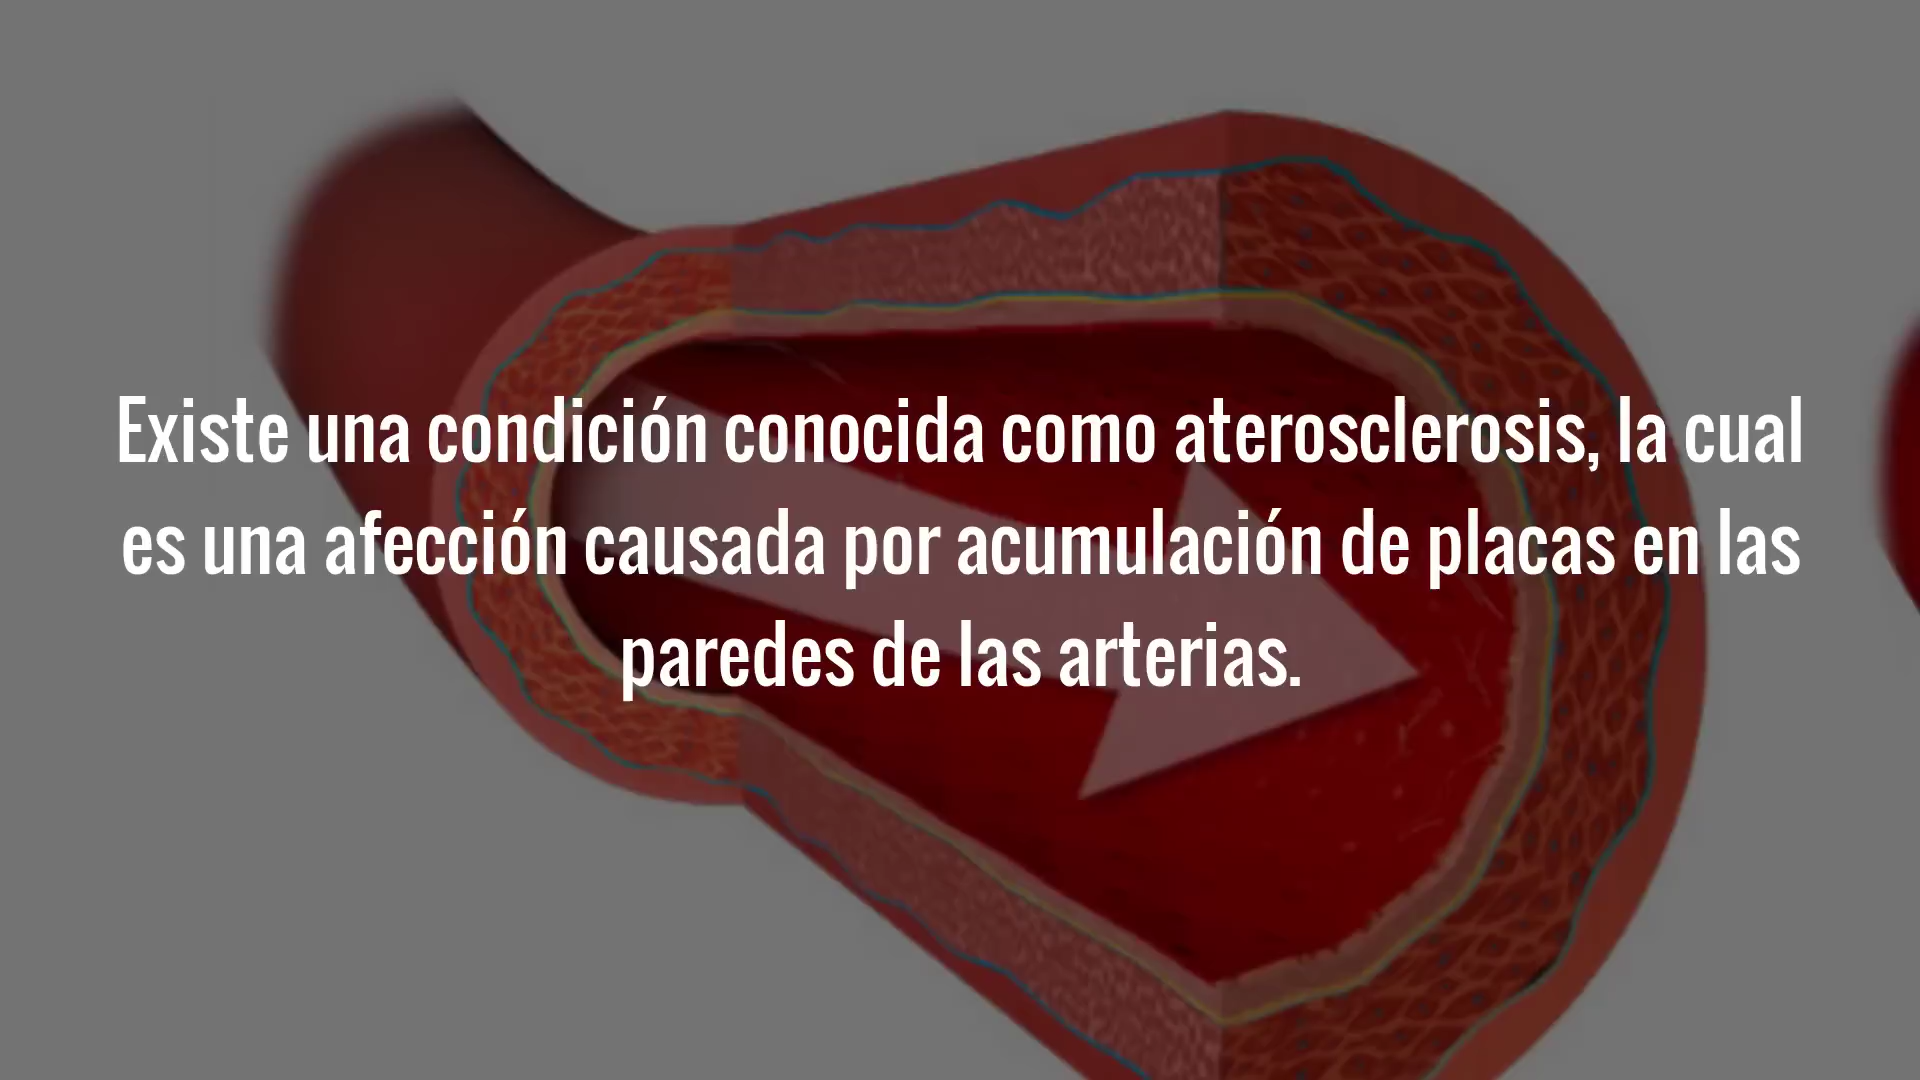 Existe una condición conocida como aterosclerosis, la cual
es una afección causada por acumulación de placas en las
paredes de las arterias.